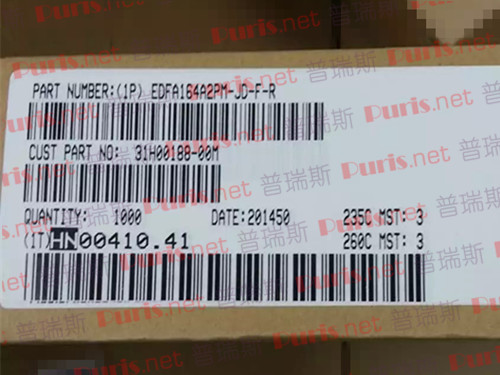 PART NUMBER:(1P) EDFA164A2PM-JD-F-R
CUST PART NO: 31H00188-00M
QUANTITY: 1000 DATE:201450 235C MST: 3
(1T)HN00410.41 260C MST: 3
Puris.net 普瑞斯